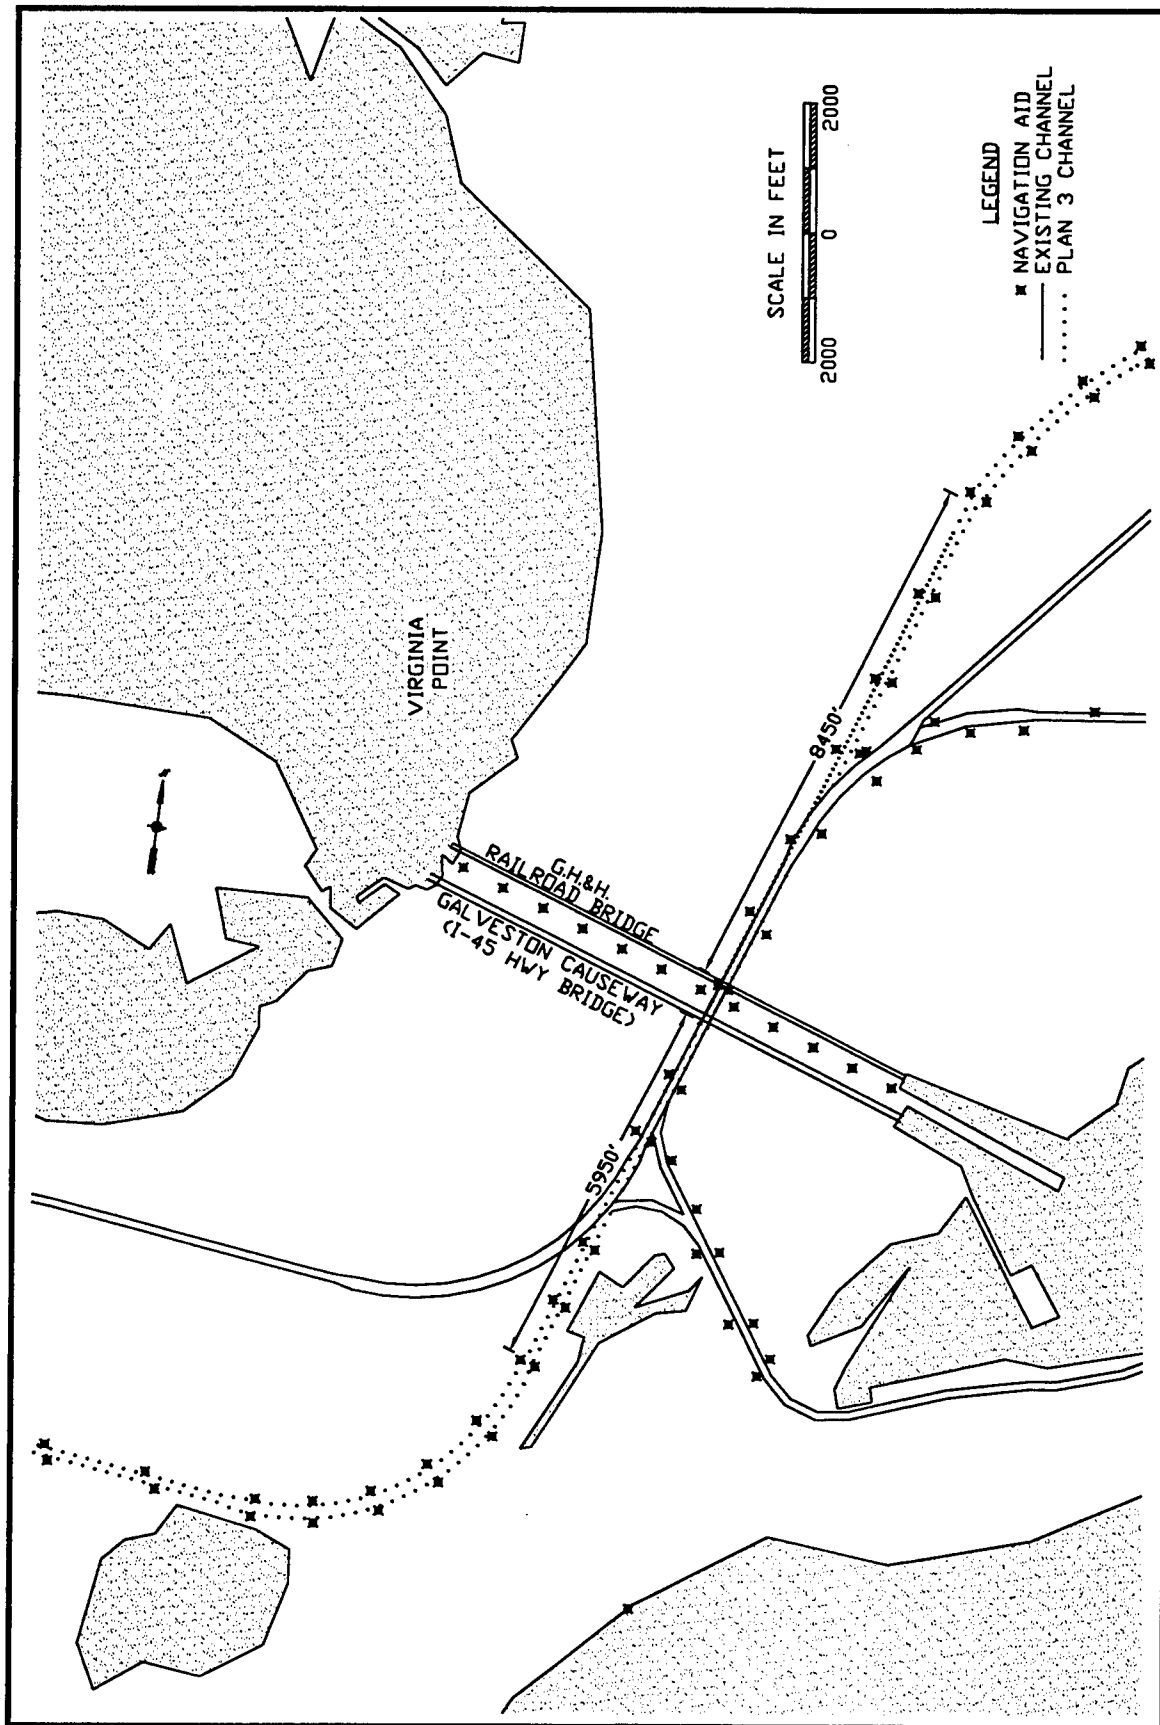 SCALE IN FEET
2000 0 2000
LEGEND
NAVIGATION AID
EXISTING CHANNEL
PLAN 3 CHANNEL
VIRGINIA
POINT
8450'
G.H.&H.
RAILROAD BRIDGE
GALVESTON CAUSEWAY
(I-45 HWY BRIDGE)
5950'
N